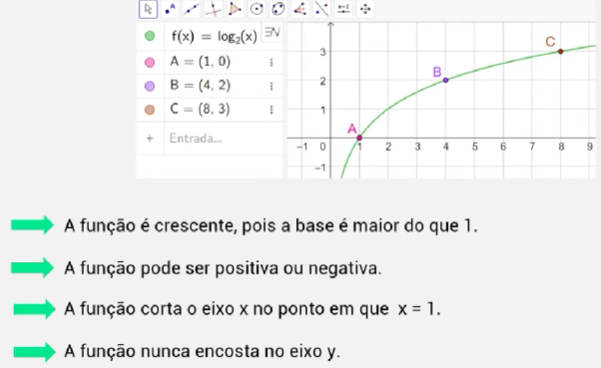 f(x) = log₂(x)
A = (1, 0)
B = (4, 2)
C = (8, 3)
+ Entrada...
3
2
1
-1 0 1 2 3 4 5 6 7 8 9
-1
A
B
C
A função é crescente, pois a base é maior do que 1.
A função pode ser positiva ou negativa.
A função corta o eixo x no ponto em que x = 1.
A função nunca encosta no eixo y.